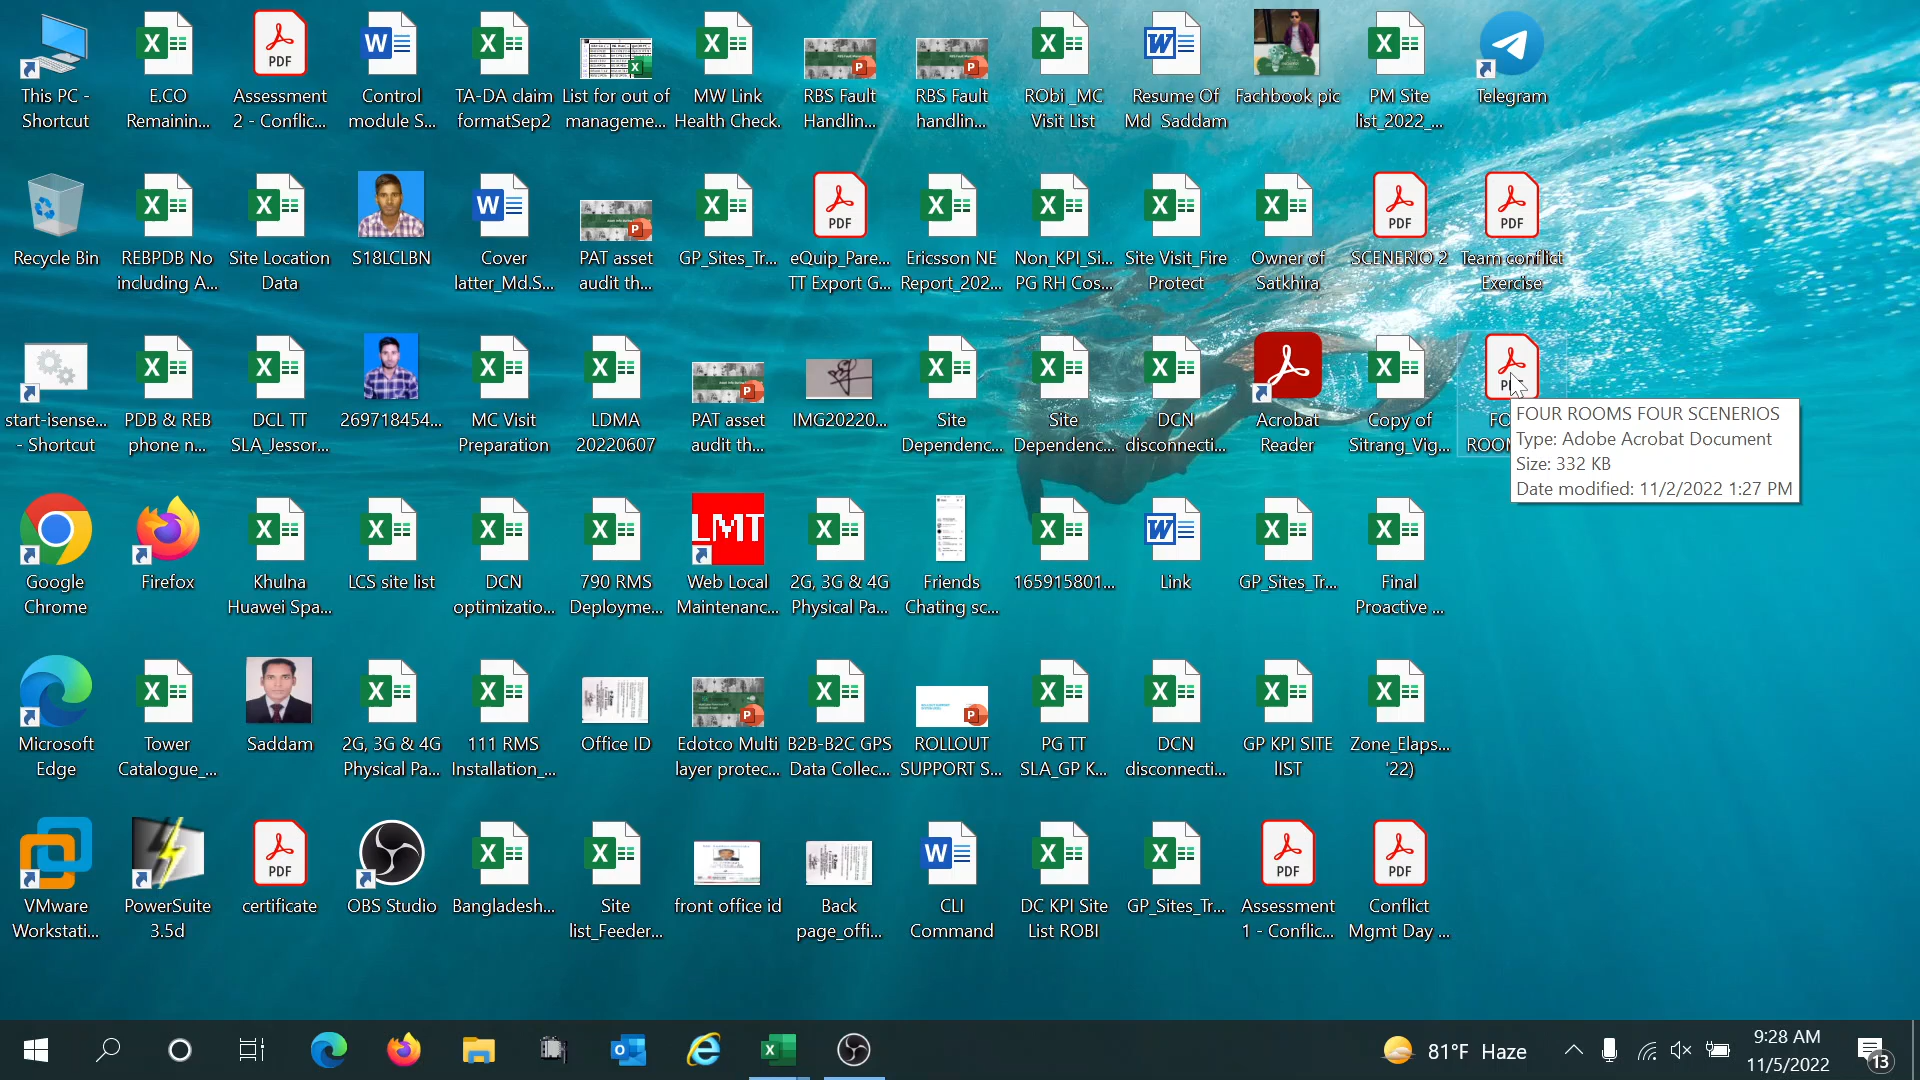 This PC -
Shortcut
E.CO
Remainin...
Assessment
2 - Conflic...
Control
module S...
TA-DA claim
formatSep2
List for out of
manageme...
MW Link
Health Check.
RBS Fault
Handlin...
RBS Fault
handlin...
RObi _MC
Visit List
Resume Of
Md_Saddam
Fachbook pic
PM Site
list_2022_...
Telegram
Recycle Bin
REBPDB No
including A...
Site Location
Data
S18LCLBN
Cover
latter_Md.S...
PAT asset
audit th...
GP_Sites_Tr...
eQuip_Pare...
TT Export G...
Ericsson NE
Report_202...
Non_KPI_Si...
PG RH Cos...
Site Visit_Fire
Protect
Owner of
Satkhira
SCENERIO 2
Team conflict
Exercise
start-isense...
- Shortcut
PDB & REB
phone n...
DCL TT
SLA_Jessor...
269718454...
MC Visit
Preparation
LDMA
20220607
PAT asset
audit th...
IMG20220...
Site
Dependenc...
Site
Dependenc...
DCN
disconnecti...
Acrobat
Reader
Copy of
Sitrang_Vig...
FOUR ROOMS FOUR SCENERIOS
Type: Adobe Acrobat Document
Size: 332 KB
Date modified: 11/2/2022 1:27 PM
Google
Chrome
Firefox
Khulna
Huawei Spa...
LCS site list
DCN
optimizatio...
790 RMS
Deployme...
LMT
Web Local
Maintenanc...
2G, 3G & 4G
Physical Pa...
Friends
Chating sc...
165915801...
Link
GP_Sites_Tr...
Final
Proactive ...
Microsoft
Edge
Tower
Catalogue_...
Saddam
2G, 3G & 4G
Physical Pa...
111 RMS
Installation_...
Office ID
Edotco Multi
layer protec...
B2B-B2C GPS
Data Collec...
ROLLOUT
SUPPORT S...
PG TT
SLA_GP K...
DCN
disconnecti...
GP KPI SITE
lIST
Zone_Elaps...
'22)
VMware
Workstati...
PowerSuite
3.5d
certificate
OBS Studio
Bangladesh...
Site
list_Feeder...
front office id
Back
page_offi...
CLI
Command
DC KPI Site
List ROBI
GP_Sites_Tr...
Assessment
1 - Conflic...
Conflict
Mgmt Day ...
81°F Haze
9:28 AM
11/5/2022
13